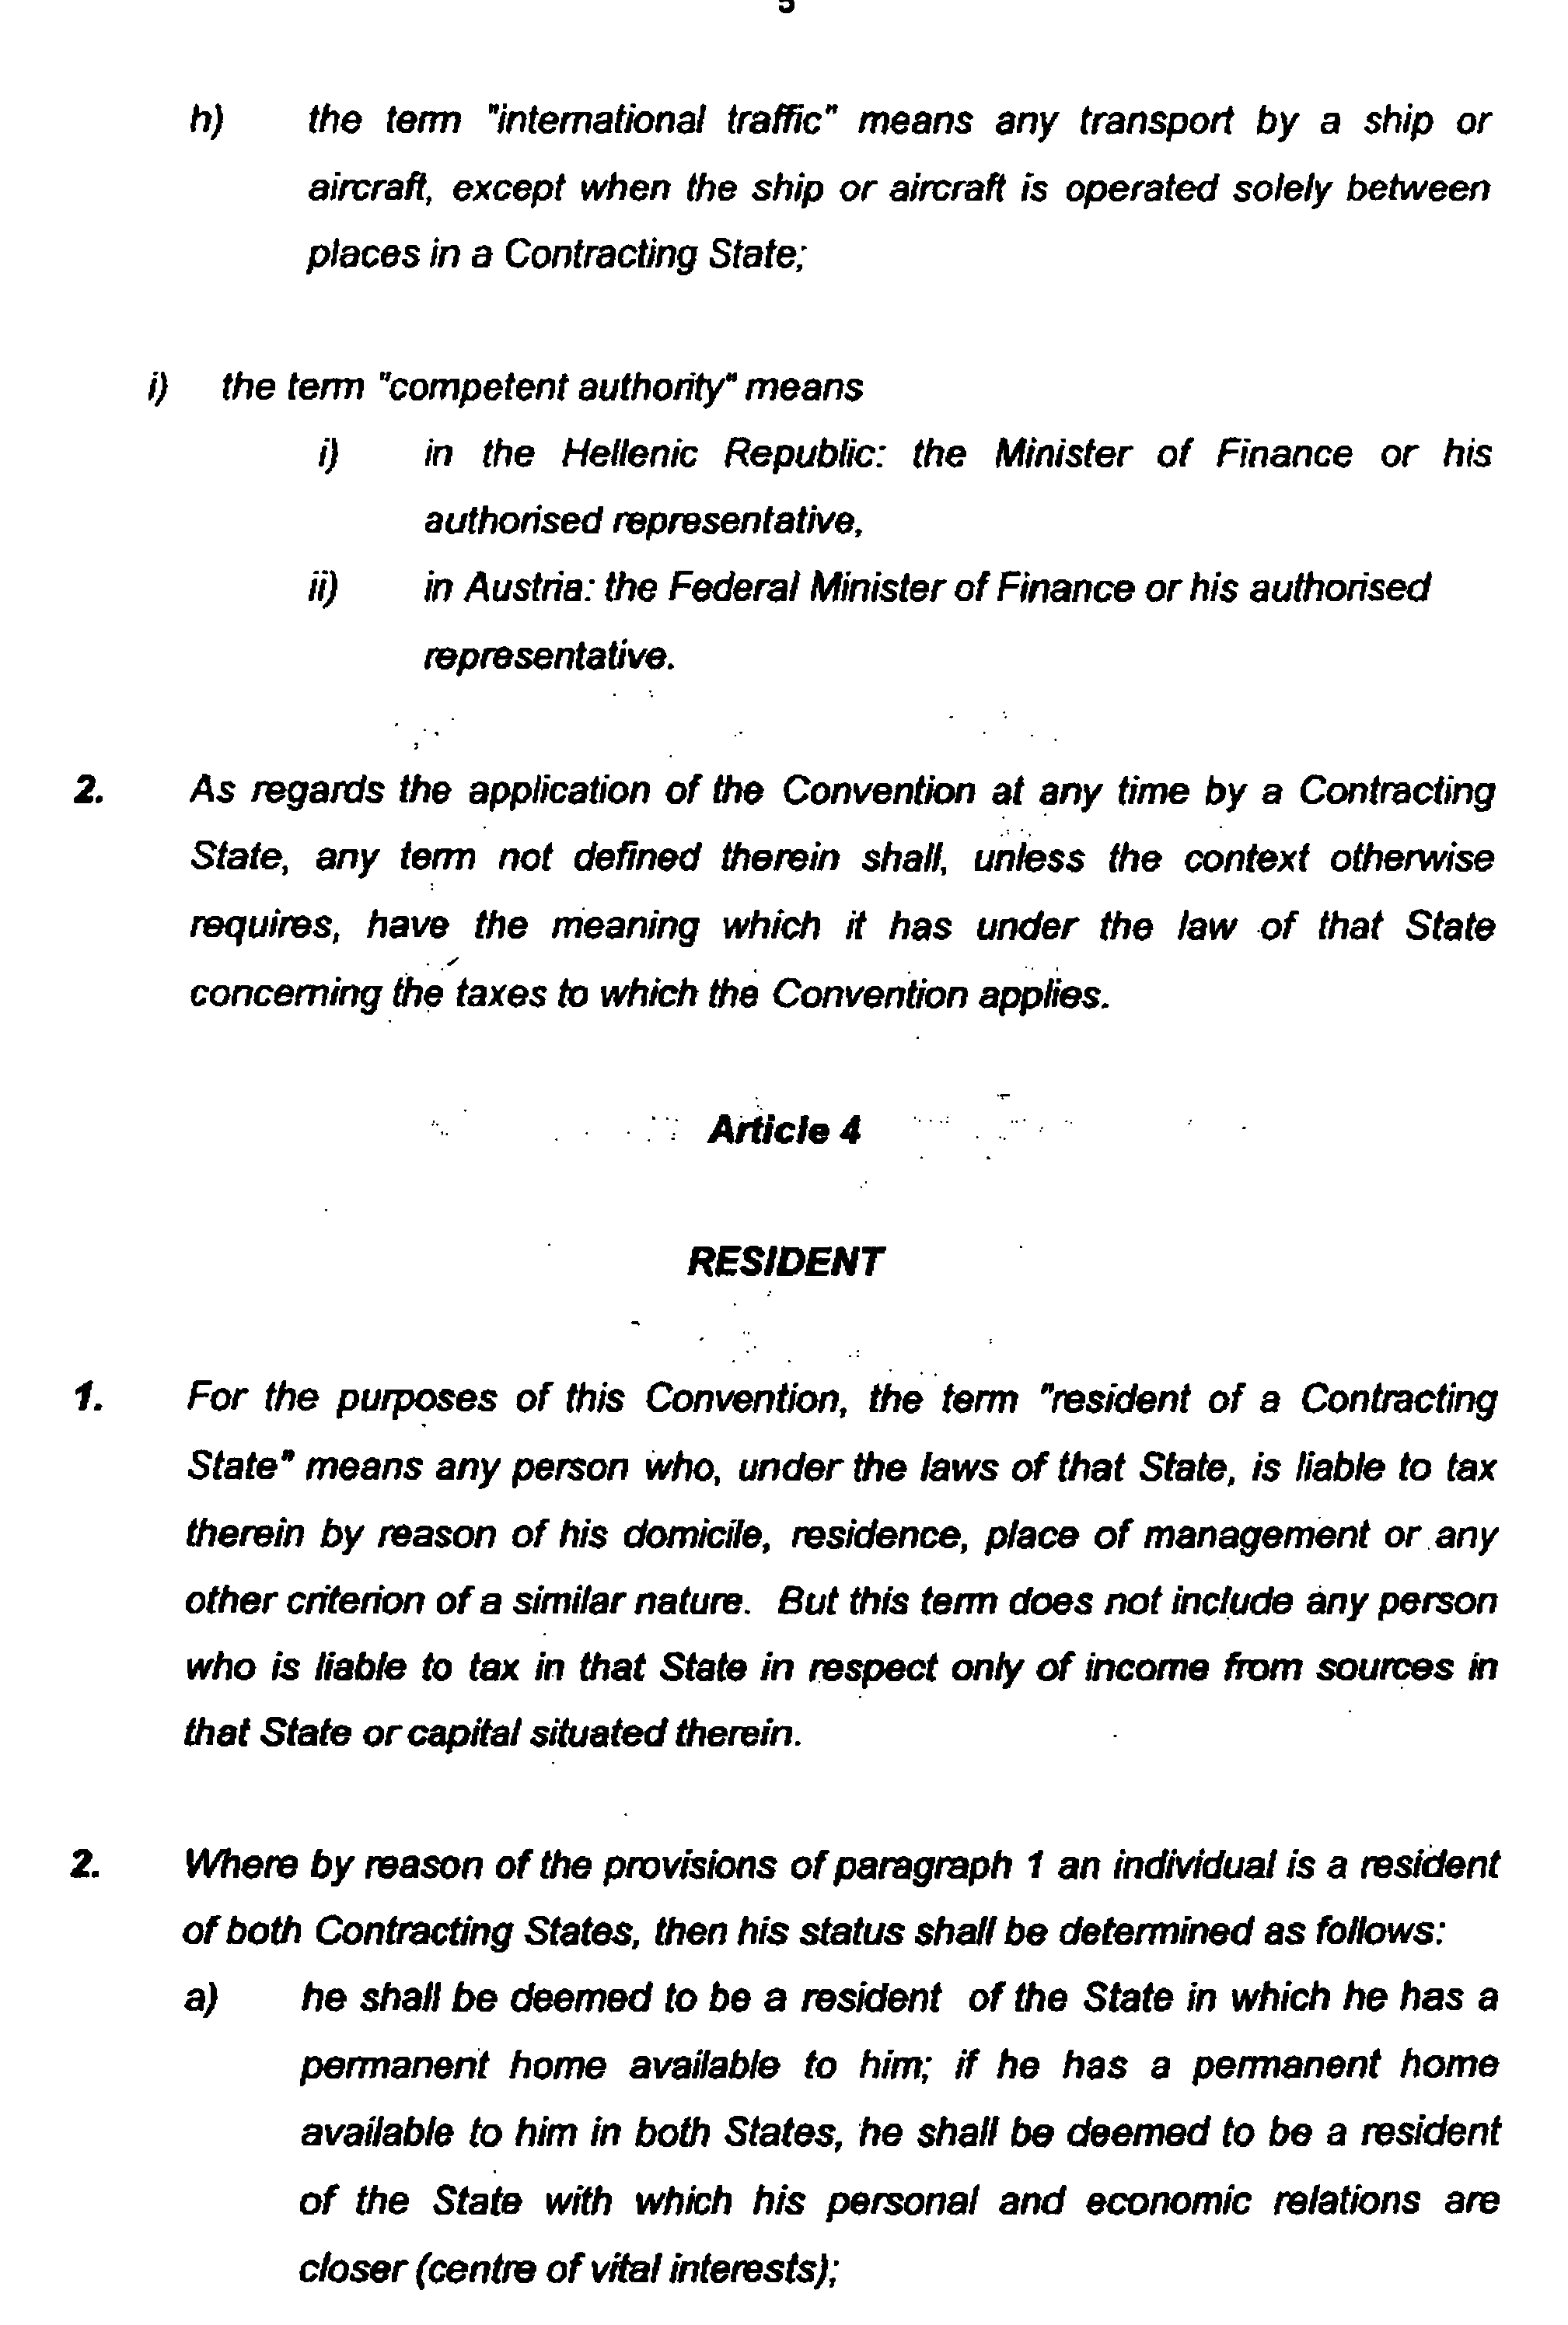 5
h) the term "international traffic" means any transport by a ship or
aircraft, except when the ship or aircraft is operated solely between
places in a Contracting State;
i) the term "competent authority" means
i) in the Hellenic Republic: the Minister of Finance or his
authorised representative,
ii) in Austria: the Federal Minister of Finance or his authorised
representative.
2. As regards the application of the Convention at any time by a Contracting
State, any term not defined therein shall, unless the context otherwise
requires, have the meaning which it has under the law of that State
concerning the taxes to which the Convention applies.
Article 4
RESIDENT
1. For the purposes of this Convention, the term "resident of a Contracting
State" means any person who, under the laws of that State, is liable to tax
therein by reason of his domicile, residence, place of management or any
other criterion of a similar nature. But this term does not include any person
who is liable to tax in that State in respect only of income from sources in
that State or capital situated therein.
2. Where by reason of the provisions of paragraph 1 an individual is a resident
of both Contracting States, then his status shall be determined as follows:
a) he shall be deemed to be a resident of the State in which he has a
permanent home available to him; if he has a permanent home
available to him in both States, he shall be deemed to be a resident
of the State with which his personal and economic relations are
closer (centre of vital interests);